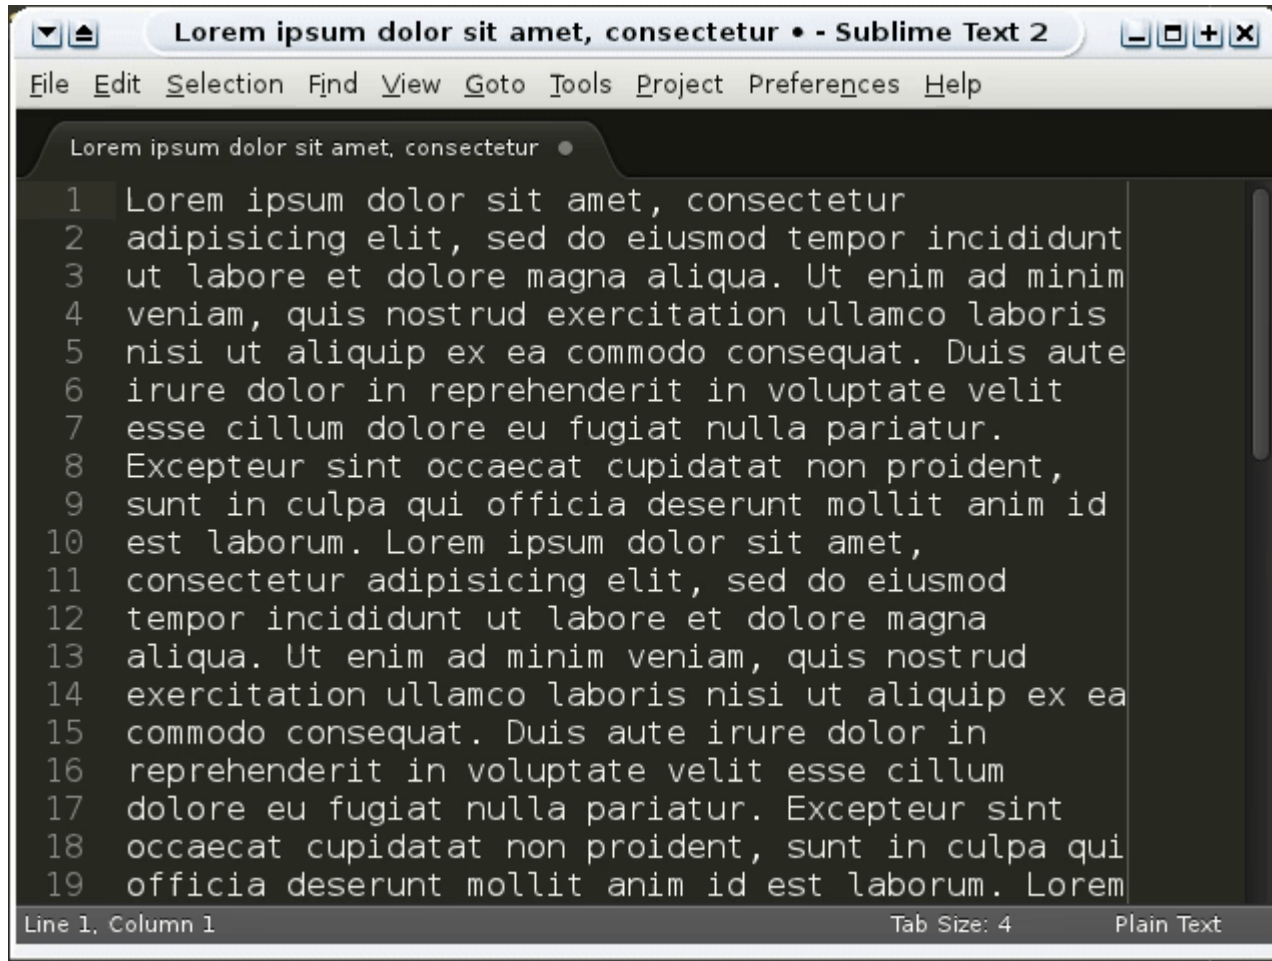 Lorem ipsum dolor sit amet, consectetur • - Sublime Text 2
File Edit Selection Find View Goto Tools Project Preferences Help
Lorem ipsum dolor sit amet, consectetur
1 Lorem ipsum dolor sit amet, consectetur
2 adipisicing elit, sed do eiusmod tempor incididunt
3 ut labore et dolore magna aliqua. Ut enim ad minim
4 veniam, quis nostrud exercitation ullamco laboris
5 nisi ut aliquip ex ea commodo consequat. Duis aute
6 irure dolor in reprehenderit in voluptate velit
7 esse cillum dolore eu fugiat nulla pariatur.
8 Excepteur sint occaecat cupidatat non proident,
9 sunt in culpa qui officia deserunt mollit anim id
10 est laborum. Lorem ipsum dolor sit amet,
11 consectetur adipisicing elit, sed do eiusmod
12 tempor incididunt ut labore et dolore magna
13 aliqua. Ut enim ad minim veniam, quis nostrud
14 exercitation ullamco laboris nisi ut aliquip ex ea
15 commodo consequat. Duis aute irure dolor in
16 reprehenderit in voluptate velit esse cillum
17 dolore eu fugiat nulla pariatur. Excepteur sint
18 occaecat cupidatat non proident, sunt in culpa qui
19 officia deserunt mollit anim id est laborum. Lorem
Line 1, Column 1 Tab Size: 4 Plain Text